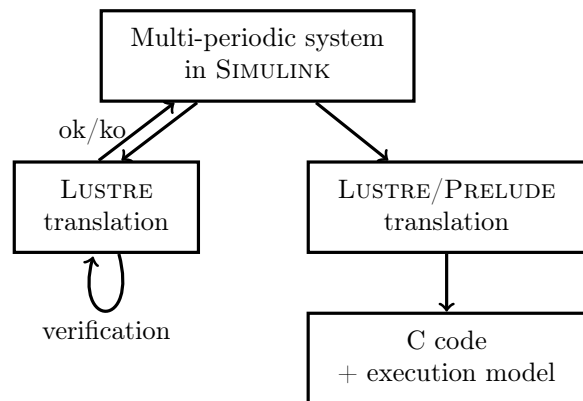 Multi-periodic system
in SIMULINK
ok/ko
LUSTRE
translation
LUSTRE/PRELUDE
translation
verification
C code
+ execution model